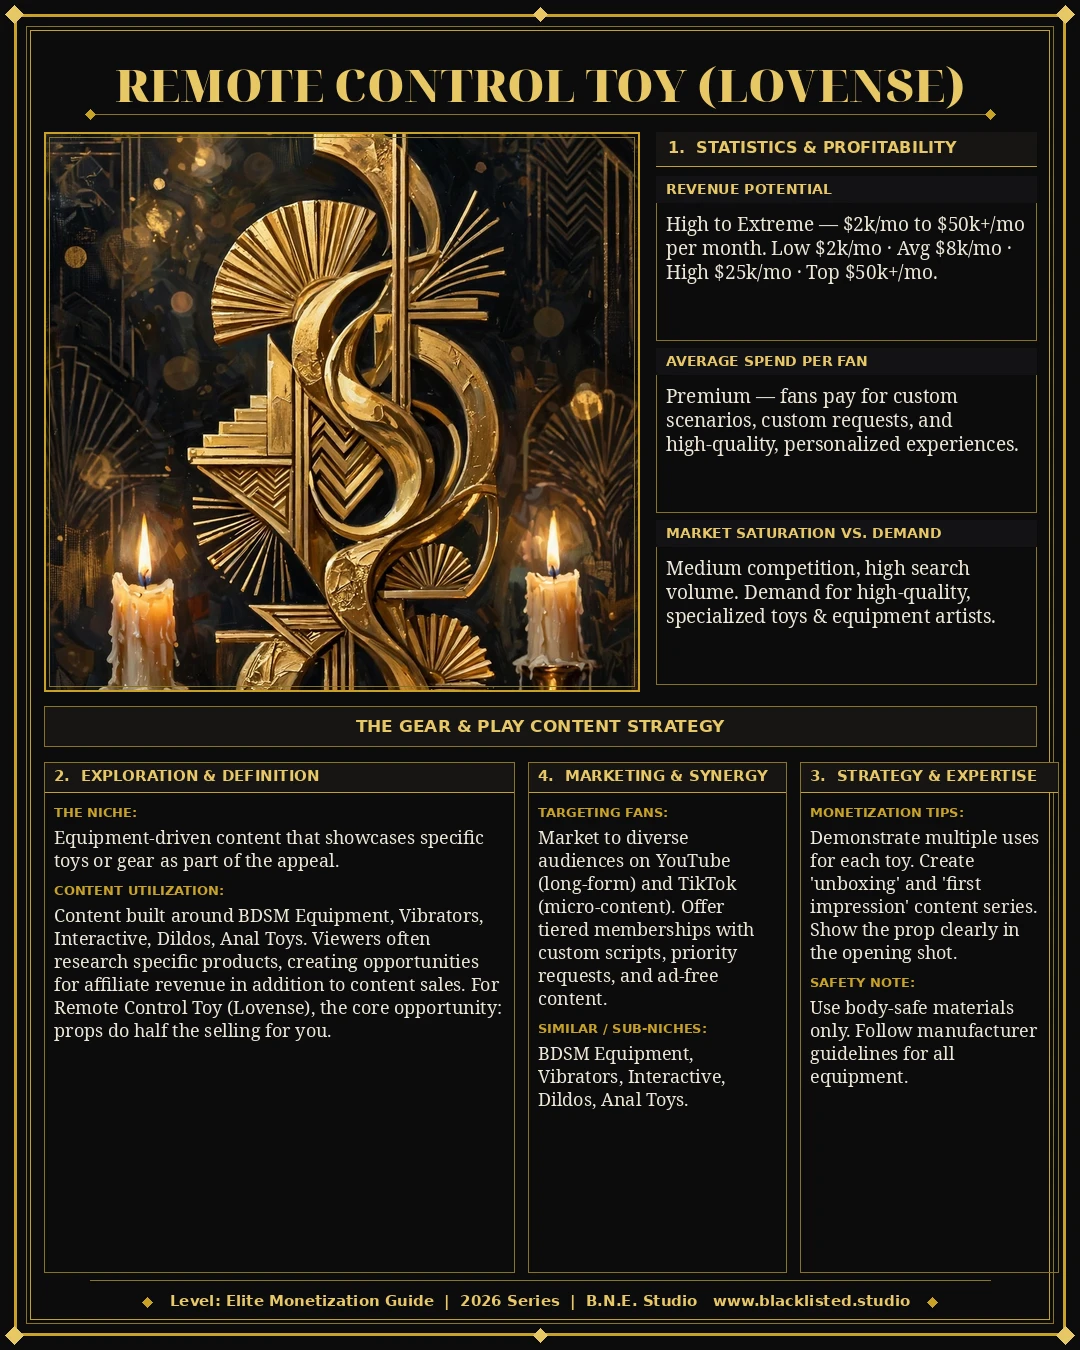 REMOTE CONTROL TOY (LOVENSE)
1. STATISTICS & PROFITABILITY
REVENUE POTENTIAL
High to Extreme — $2k/mo to $50k+/mo
per month. Low $2k/mo · Avg $8k/mo ·
High $25k/mo · Top $50k+/mo.
AVERAGE SPEND PER FAN
Premium — fans pay for custom
scenarios, custom requests, and
high-quality, personalized experiences.
MARKET SATURATION VS. DEMAND
Medium competition, high search
volume. Demand for high-quality,
specialized toys & equipment artists.
THE GEAR & PLAY CONTENT STRATEGY
2. EXPLORATION & DEFINITION
THE NICHE:
Equipment-driven content that showcases specific
toys or gear as part of the appeal.
CONTENT UTILIZATION:
Content built around BDSM Equipment, Vibrators,
Interactive, Dildos, Anal Toys. Viewers often
research specific products, creating opportunities
for affiliate revenue in addition to content sales. For
Remote Control Toy (Lovense), the core opportunity:
props do half the selling for you.
4. MARKETING & SYNERGY
TARGETING FANS:
Market to diverse
audiences on YouTube
(long-form) and TikTok
(micro-content). Offer
tiered memberships with
custom scripts, priority
requests, and ad-free
content.
SIMILAR / SUB-NICHES:
BDSM Equipment,
Vibrators, Interactive,
Dildos, Anal Toys.
3. STRATEGY & EXPERTISE
MONETIZATION TIPS:
Demonstrate multiple uses
for each toy. Create
'unboxing' and 'first
impression' content series.
Show the prop clearly in
the opening shot.
SAFETY NOTE:
Use body-safe materials
only. Follow manufacturer
guidelines for all
equipment.
Level: Elite Monetization Guide | 2026 Series | B.N.E. Studio www.blacklisted.studio